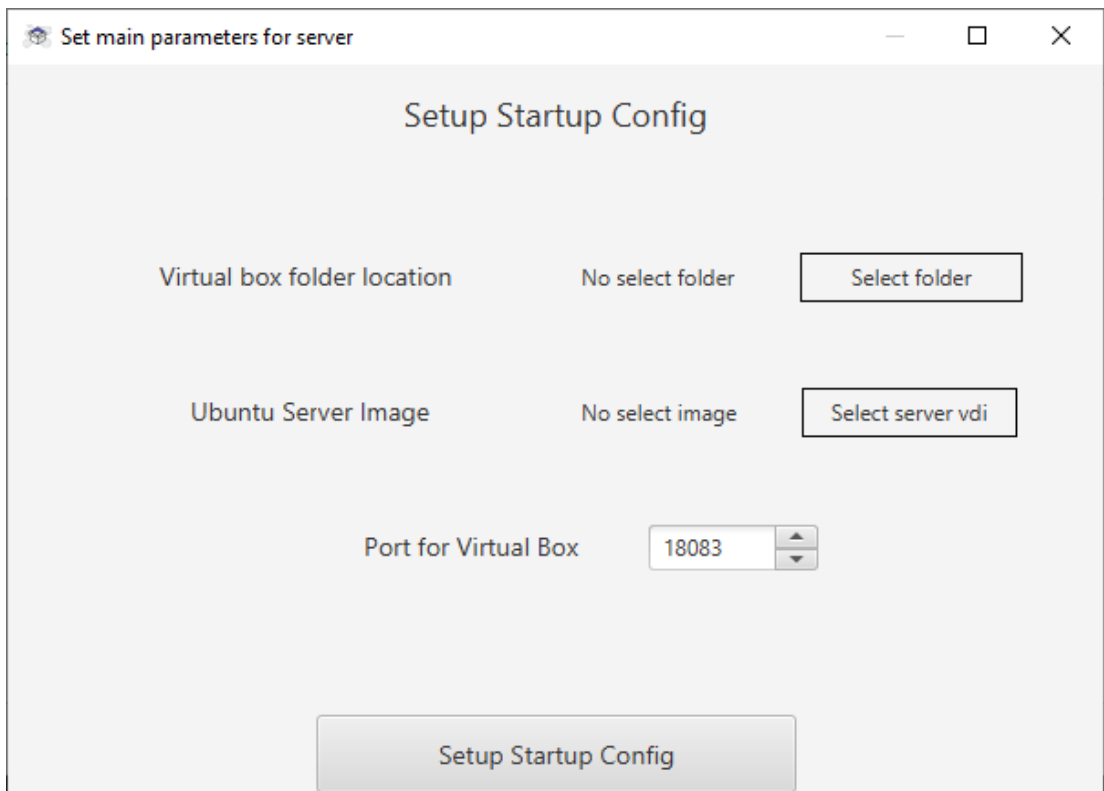 Set main parameters for server
Setup Startup Config
Virtual box folder location No select folder Select folder
Ubuntu Server Image No select image Select server vdi
Port for Virtual Box 18083
Setup Startup Config